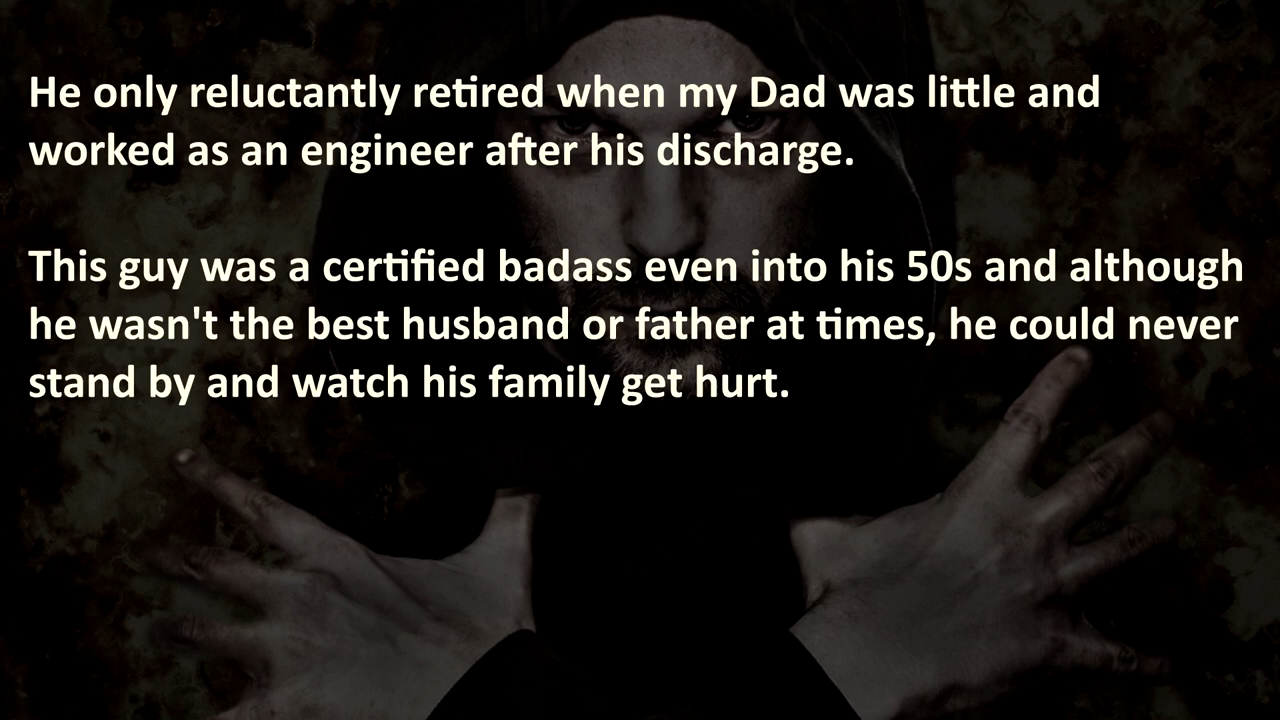 He only reluctantly retired when my Dad was little and
worked as an engineer after his discharge.
This guy was a certified badass even into his 50s and although
he wasn't the best husband or father at times, he could never
stand by and watch his family get hurt.